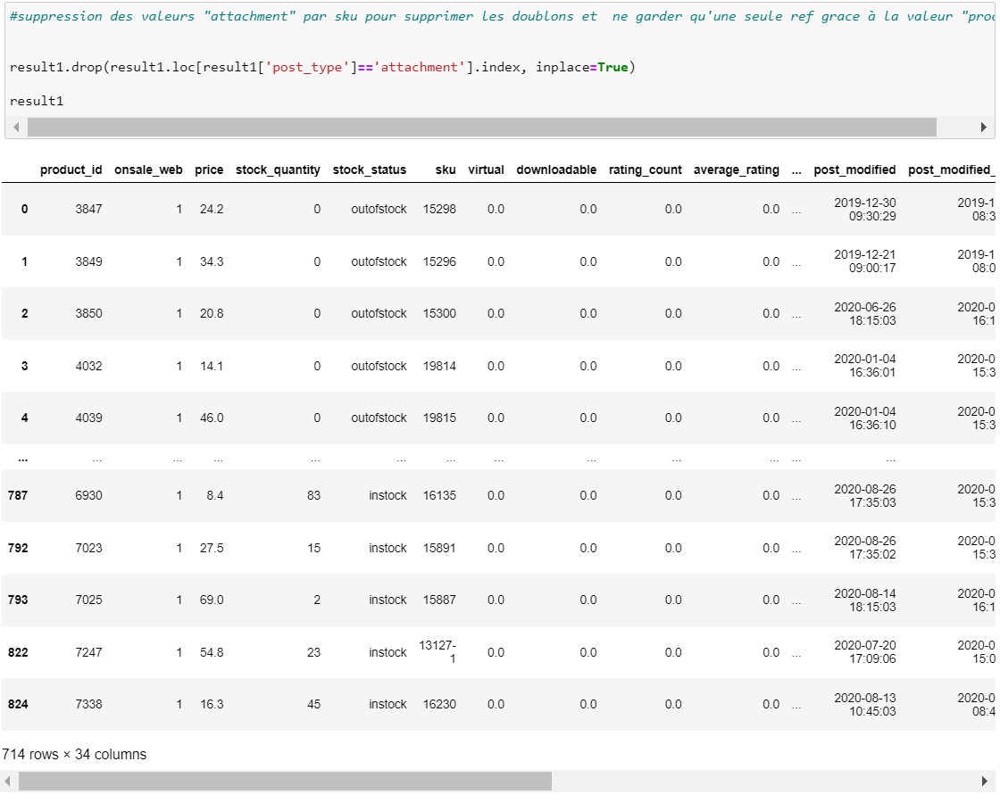 #suppression des valeurs "attachment" par sku pour supprimer les doublons et  ne garder qu'une seule ref grace à la valeur "prod
result1.drop(result1.loc[result1['post_type']=='attachment'].index, inplace=True)
result1
product_id onsale_web price stock_quantity stock_status sku virtual downloadable rating_count average_rating ... post_modified post_modified_
0 3847 1 24.2 0 outofstock 15298 0.0 0.0 0.0 0.0 ... 2019-12-30 09:30:29 2019-1 08:3
1 3849 1 34.3 0 outofstock 15296 0.0 0.0 0.0 0.0 ... 2019-12-21 09:00:17 2019-1 08:0
2 3850 1 20.8 0 outofstock 15300 0.0 0.0 0.0 0.0 ... 2020-06-26 18:15:03 2020-0 16:1
3 4032 1 14.1 0 outofstock 19814 0.0 0.0 0.0 0.0 ... 2020-01-04 16:36:01 2020-0 15:3
4 4039 1 46.0 0 outofstock 19815 0.0 0.0 0.0 0.0 ... 2020-01-04 16:36:10 2020-0 15:3
... ... ... ... ... ... ... ... ... ... ... ... ...
787 6930 1 8.4 83 instock 16135 0.0 0.0 0.0 0.0 ... 2020-08-26 17:35:03 2020-0 15:3
792 7023 1 27.5 15 instock 15891 0.0 0.0 0.0 0.0 ... 2020-08-26 17:35:02 2020-0 15:3
793 7025 1 69.0 2 instock 15887 0.0 0.0 0.0 0.0 ... 2020-08-14 18:15:03 2020-0 16:1
822 7247 1 54.8 23 instock 13127-1 0.0 0.0 0.0 0.0 ... 2020-07-20 17:09:06 2020-0 15:0
824 7338 1 16.3 45 instock 16230 0.0 0.0 0.0 0.0 ... 2020-08-13 10:45:03 2020-0 08:4
714 rows × 34 columns